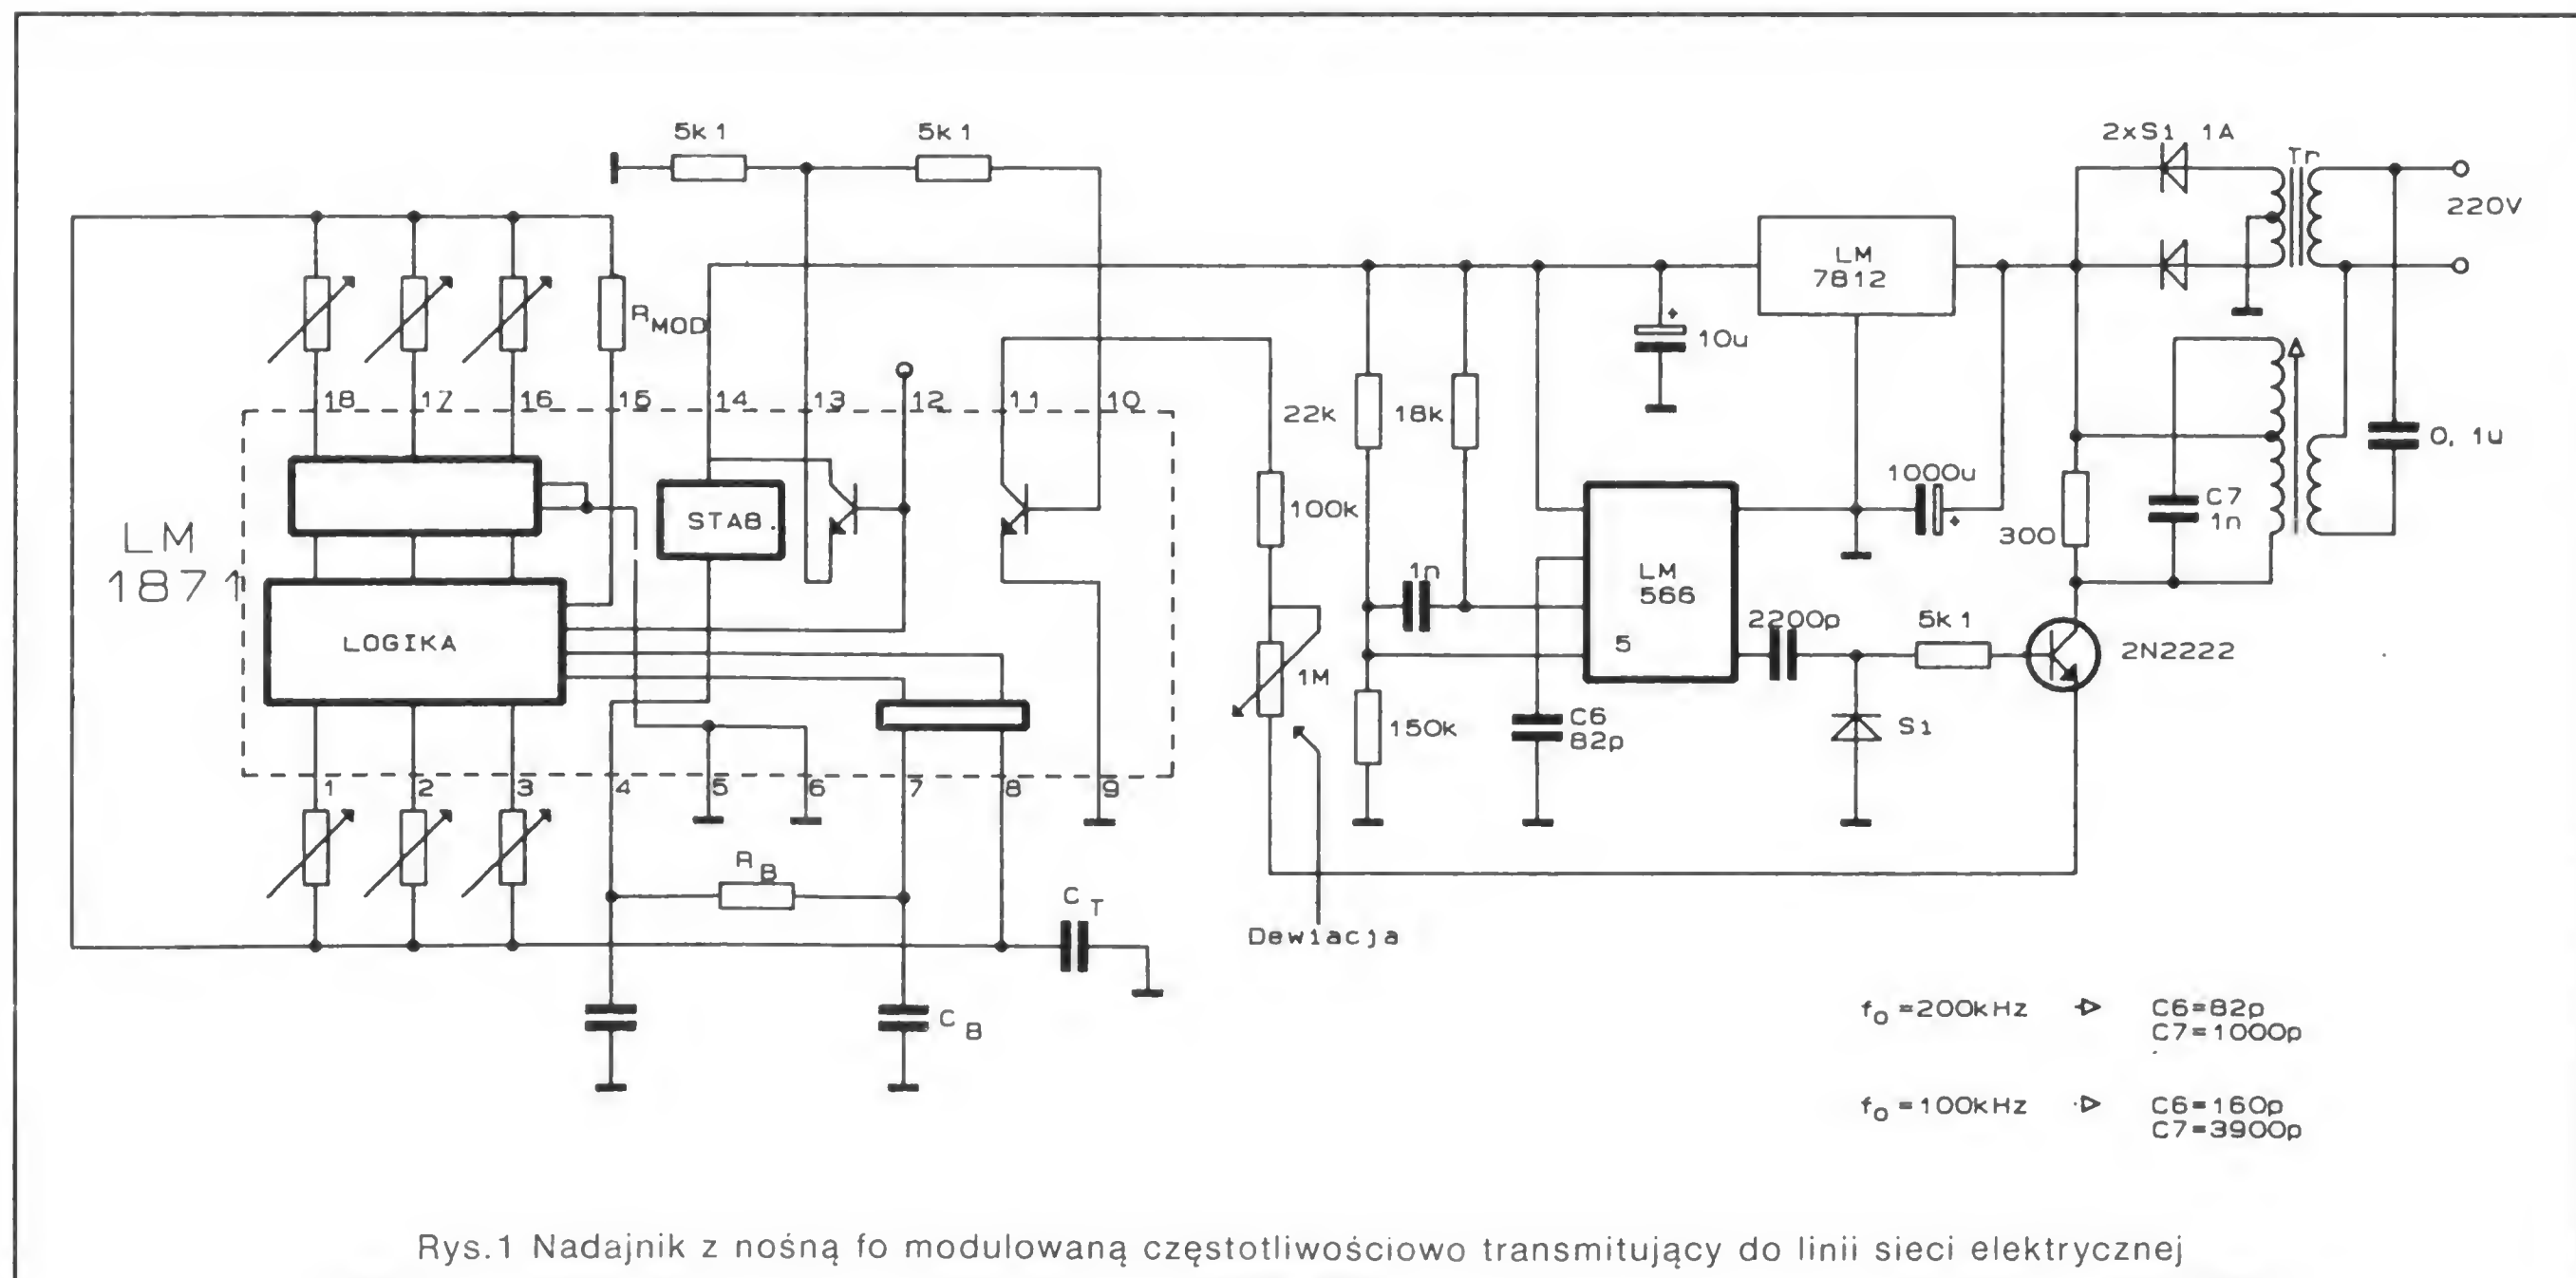 5k1
5k1
2xS1 1A
Tr
220V
LM
7812
RMOD
10u
18 17 16 15 14 13 12 11 10
22k
18k
0,1u
1000u
C7
1n
STAB.
100k
300
LM
1871
1n
LM
566
5
2200p
5k1
2N2222
LOGIKA
1M
150k
C6
82p
S1
1 2 3 4 5 6 7 8 9
RB
CT
Dewiacja
CB
fo=200kHz
C6=82p
C7=1000p
fo=100kHz
C6=160p
C7=3900p
Rys.1 Nadajnik z nośną fo modulowaną częstotliwościowo transmitujący do linii sieci elektrycznej